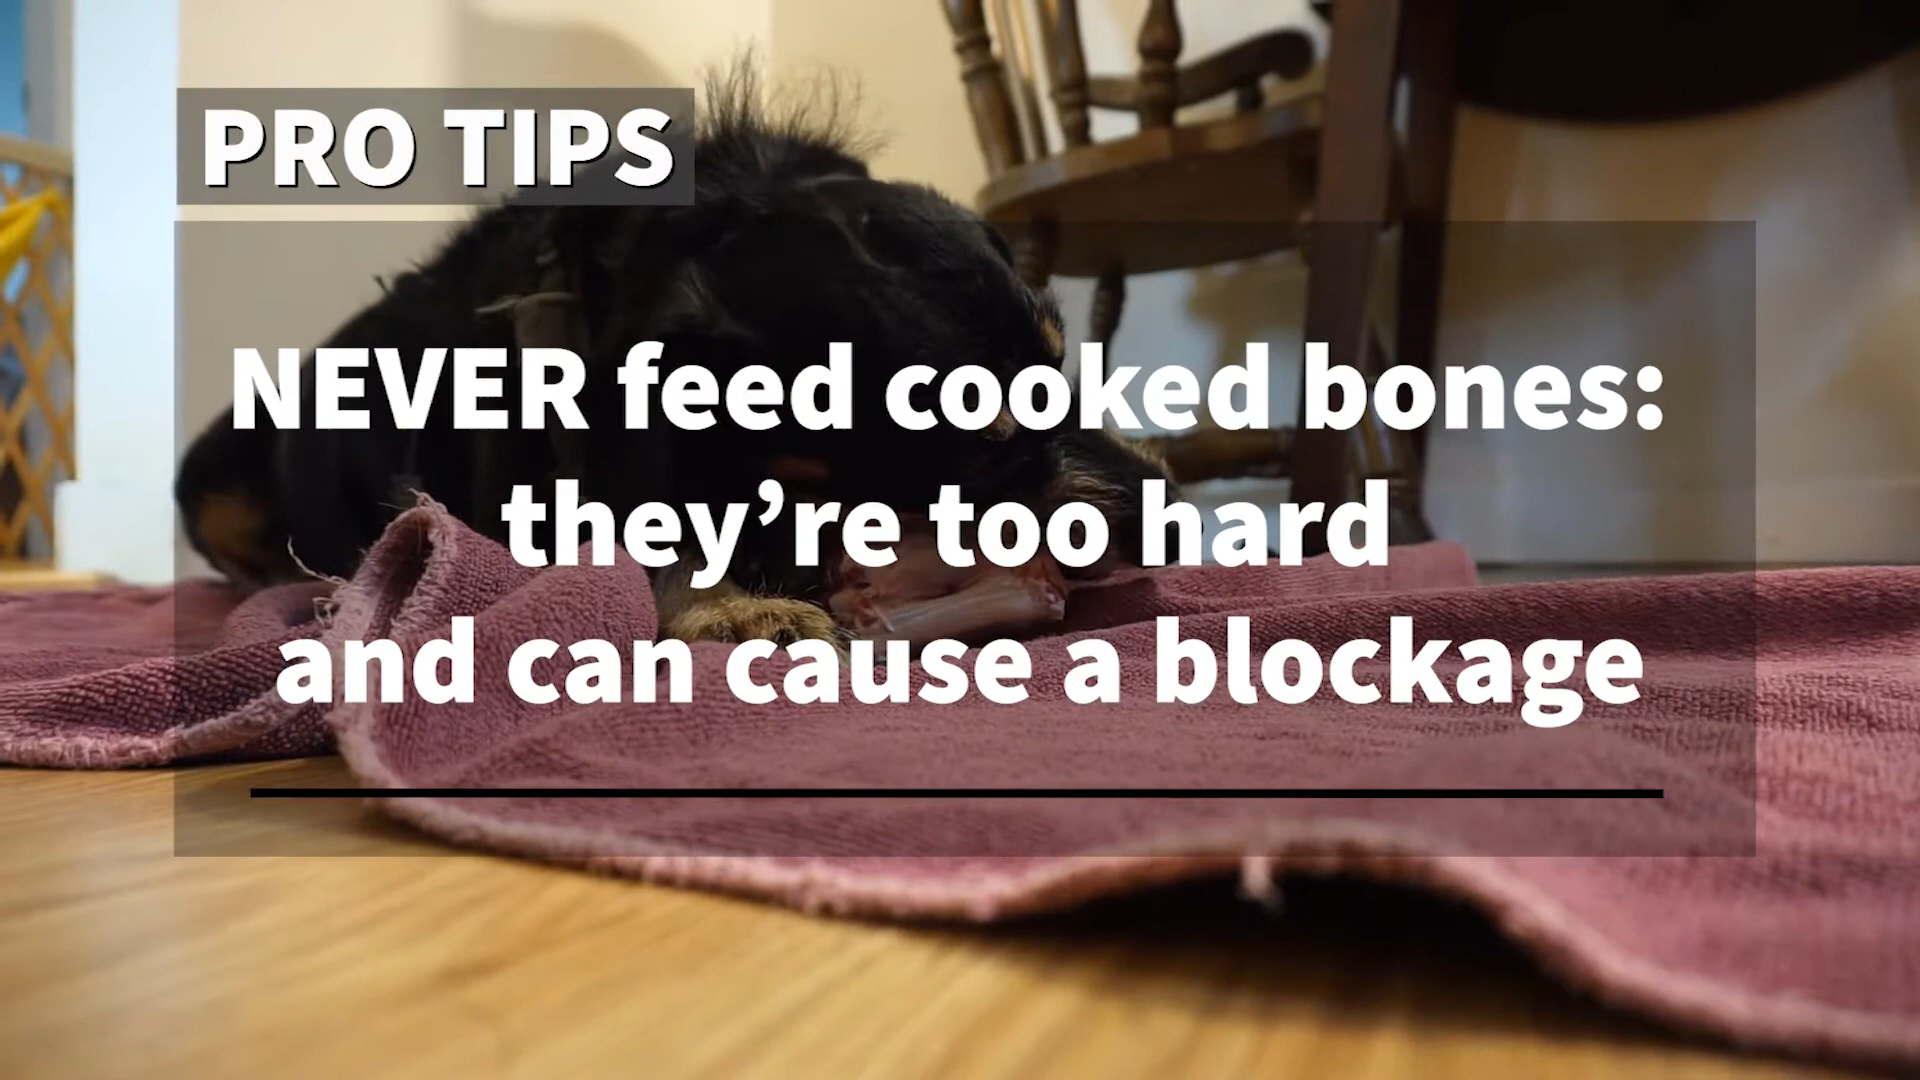 PRO TIPS
NEVER feed cooked bones:
they’re too hard
and can cause a blockage